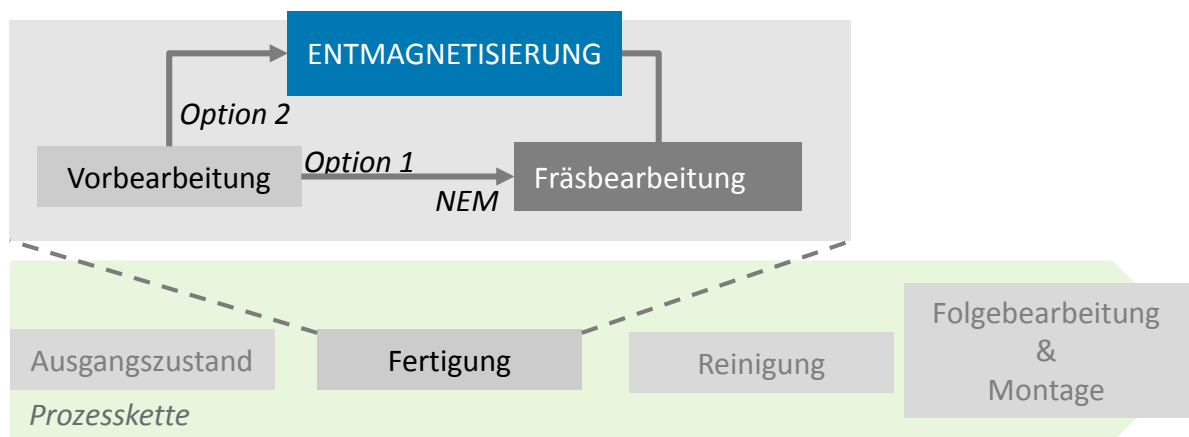 ENTMAGNETISIERUNG
Option 2
Vorbearbeitung
Option 1
NEM
Fräsbearbeitung
Ausgangszustand
Fertigung
Reinigung
Folgebearbeitung
&
Montage
Prozesskette